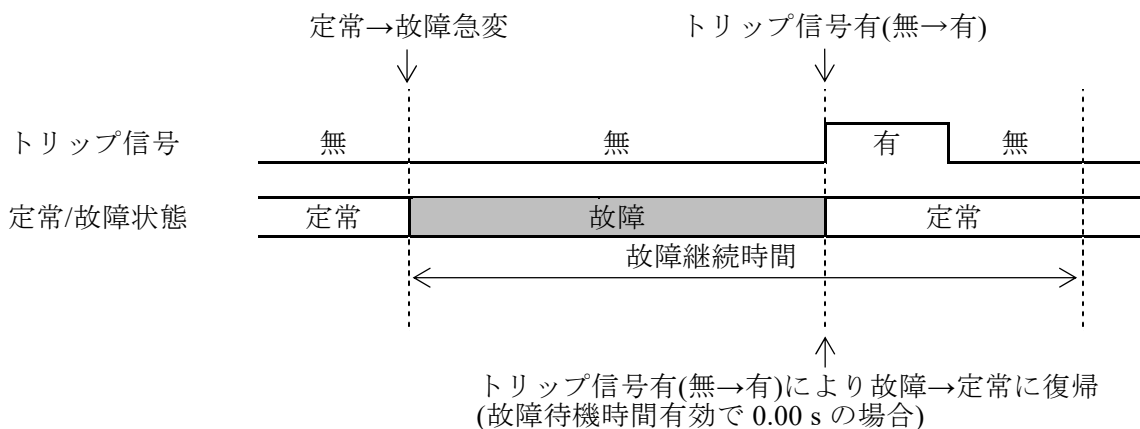 定常→故障急変 トリップ信号有(無→有)
トリップ信号 無 無 有 無
定常/故障状態 定常 故障 定常
故障継続時間
トリップ信号有(無→有)により故障→定常に復帰
(故障待機時間有効で 0.00 s の場合)